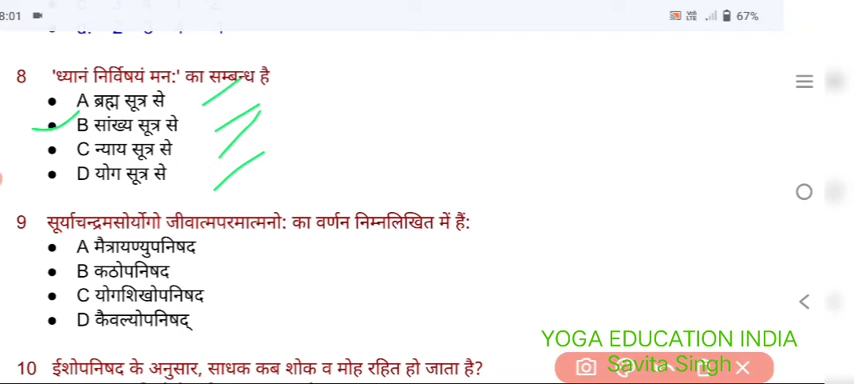 8:01 67%
8 'ध्यानं निर्विषयं मन:' का सम्बन्ध है
• A ब्रह्म सूत्र से
• B सांख्य सूत्र से
• C न्याय सूत्र से
• D योग सूत्र से
9 सूर्याचन्द्रमसोर्योगो जीवात्मपरमात्मनो: का वर्णन निम्नलिखित में हैं:
• A मैत्रायण्युपनिषद
• B कठोपनिषद
• C योगशिखोपनिषद
• D कैवल्योपनिषद्
YOGA EDUCATION INDIA
Savita Singh
10 ईशोपनिषद के अनुसार, साधक कब शोक व मोह रहित हो जाता है?